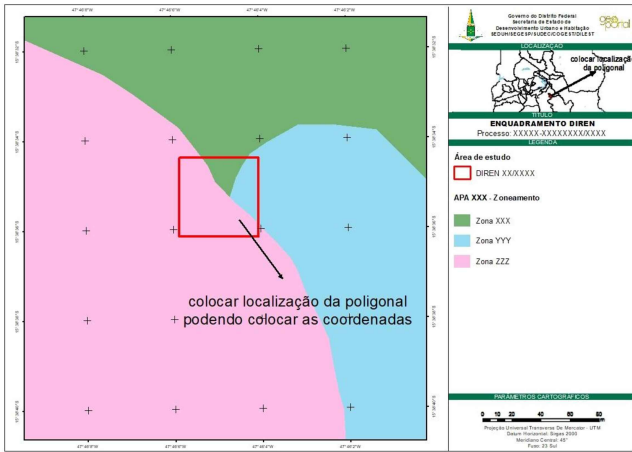 Governo do Distrito Federal
Secretaria de Estado de
Desenvolvimento Urbano e Habitação
SEDUH/SEGESP/SUDEC/COGEST/DILEST
geo
portal
LOCALIZAÇÃO
colocar localização
da poligonal
TÍTULO
ENQUADRAMENTO DIREN
Processo: XXXXX-XXXXXXXX/XXXX
LEGENDA
Área de estudo
DIREN XX/XXXX
APA XXX - Zoneamento
Zona XXX
Zona YYY
Zona ZZZ
colocar localização da poligonal
podendo colocar as coordenadas
PARÂMETROS CARTOGRÁFICOS
0 10 20 40 60 80
Projeção Universal Transversa De Mercator - UTM
Datum Horizontal: Sirgas 2000
Meridiano Central: 45°
Fuso: 23 Sul